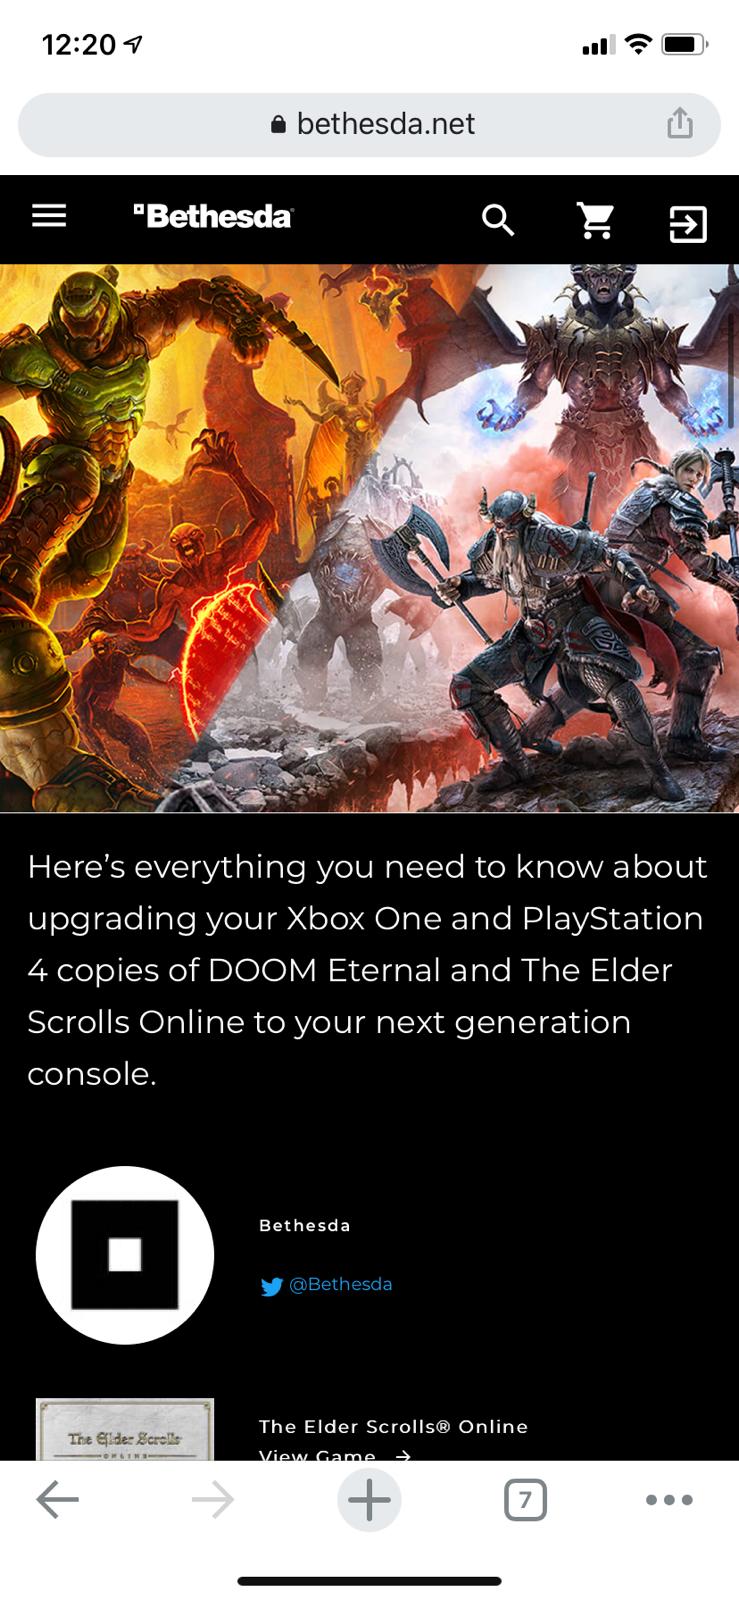 12:20
bethesda.net
Bethesda
Here's everything you need to know about
upgrading your Xbox One and PlayStation
4 copies of DOOM Eternal and The Elder
Scrolls Online to your next generation
console.
Bethesda
@Bethesda
The Elder Scrolls
ONLINE
The Elder Scrolls® Online
View Game →
7